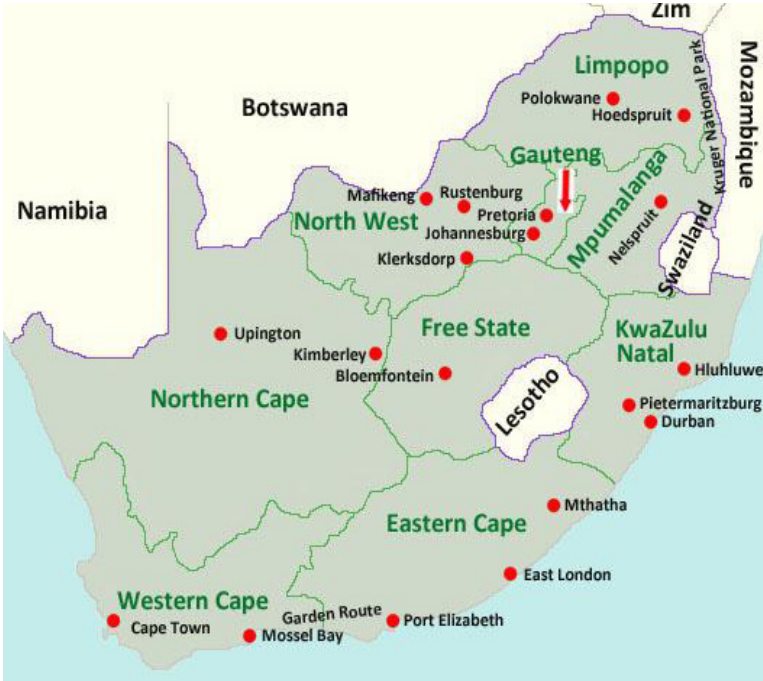 Zim
Limpopo
Polokwane
Hoedspruit
Kruger National Park
Mozambique
Botswana
Gauteng
Namibia
Mafikeng
Rustenburg
North West
Pretoria
Johannesburg
Mpumalanga
Nelspruit
Swaziland
Klerksdorp
Upington
Free State
KwaZulu
Natal
Kimberley
Bloemfontein
Hluhluwe
Northern Cape
Lesotho
Pietermaritzburg
Durban
Mthatha
Eastern Cape
East London
Western Cape
Garden Route
Cape Town
Mossel Bay
Port Elizabeth